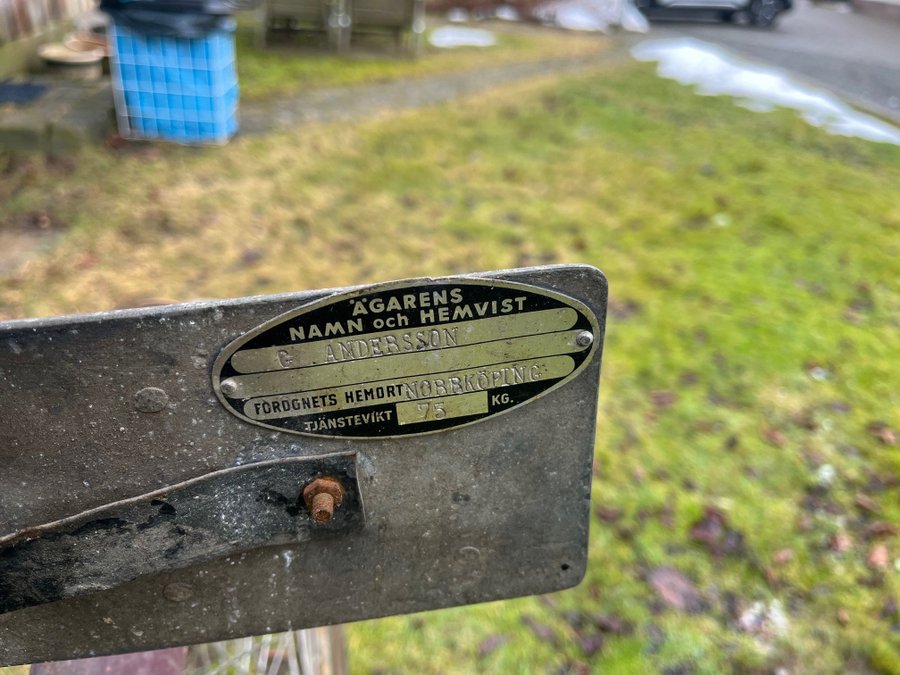 ÄGARENS
NAMN och HEMVIST
G ANDERSSON
FORDONETS HEMORT NORRKÖPING
TJÄNSTEVIKT 75 KG.